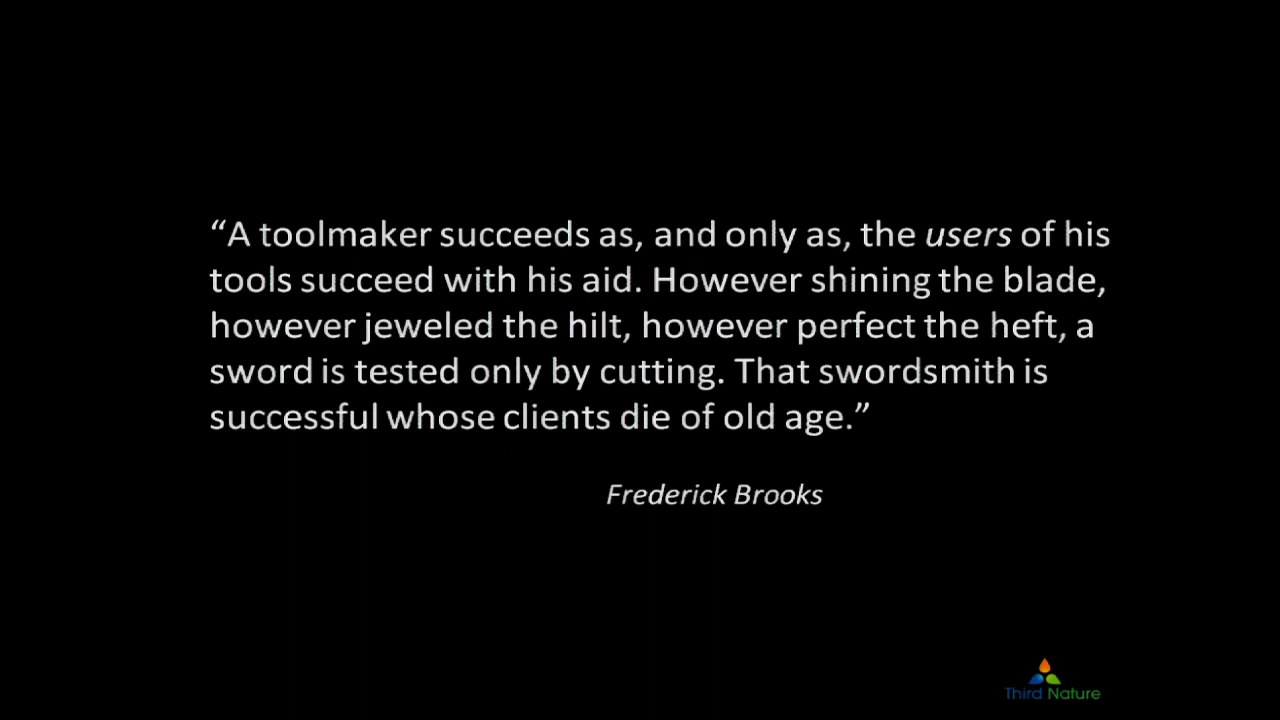 “A toolmaker succeeds as, and only as, the users of his
tools succeed with his aid. However shining the blade,
however jeweled the hilt, however perfect the heft, a
sword is tested only by cutting. That swordsmith is
successful whose clients die of old age.”
Frederick Brooks
Third Nature